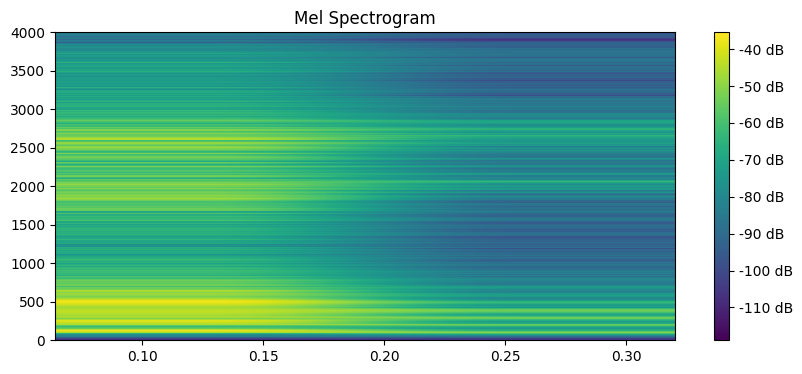 Mel Spectrogram
4000
3500
3000
2500
2000
1500
1000
500
0
0.10
0.15
0.20
0.25
0.30
-40 dB
-50 dB
-60 dB
-70 dB
-80 dB
-90 dB
-100 dB
-110 dB